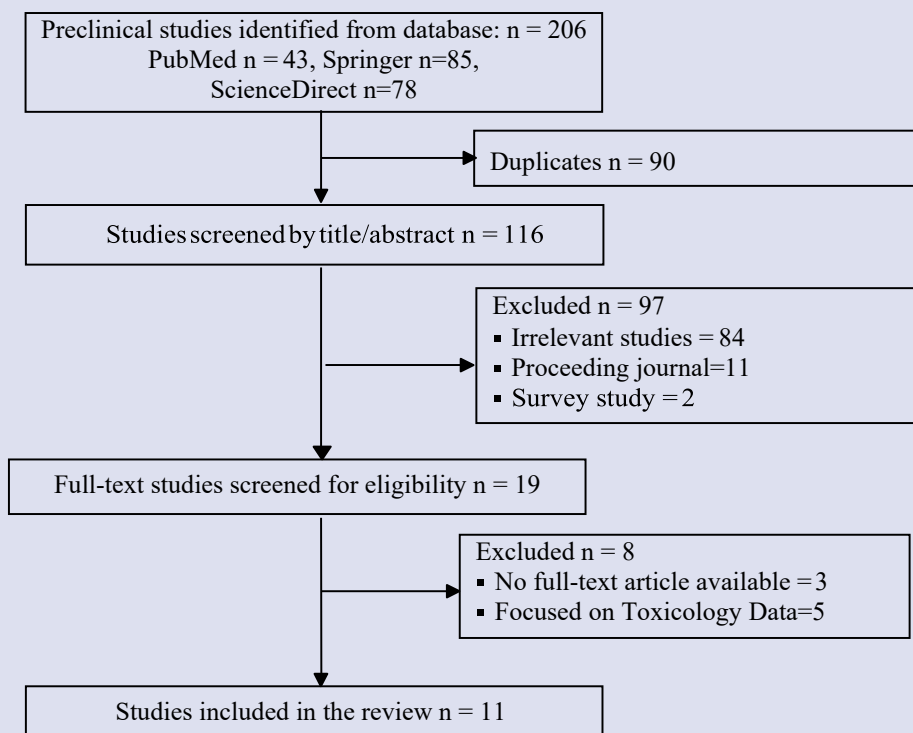 Preclinical studies identified from database: n = 206
PubMed n = 43, Springer n=85,
ScienceDirect n=78
Duplicates n = 90
Studies screened by title/abstract n = 116
Excluded n = 97
▪ Irrelevant studies = 84
▪ Proceeding journal=11
▪ Survey study = 2
Full-text studies screened for eligibility n = 19
Excluded n = 8
▪ No full-text article available = 3
▪ Focused on Toxicology Data=5
Studies included in the review n = 11